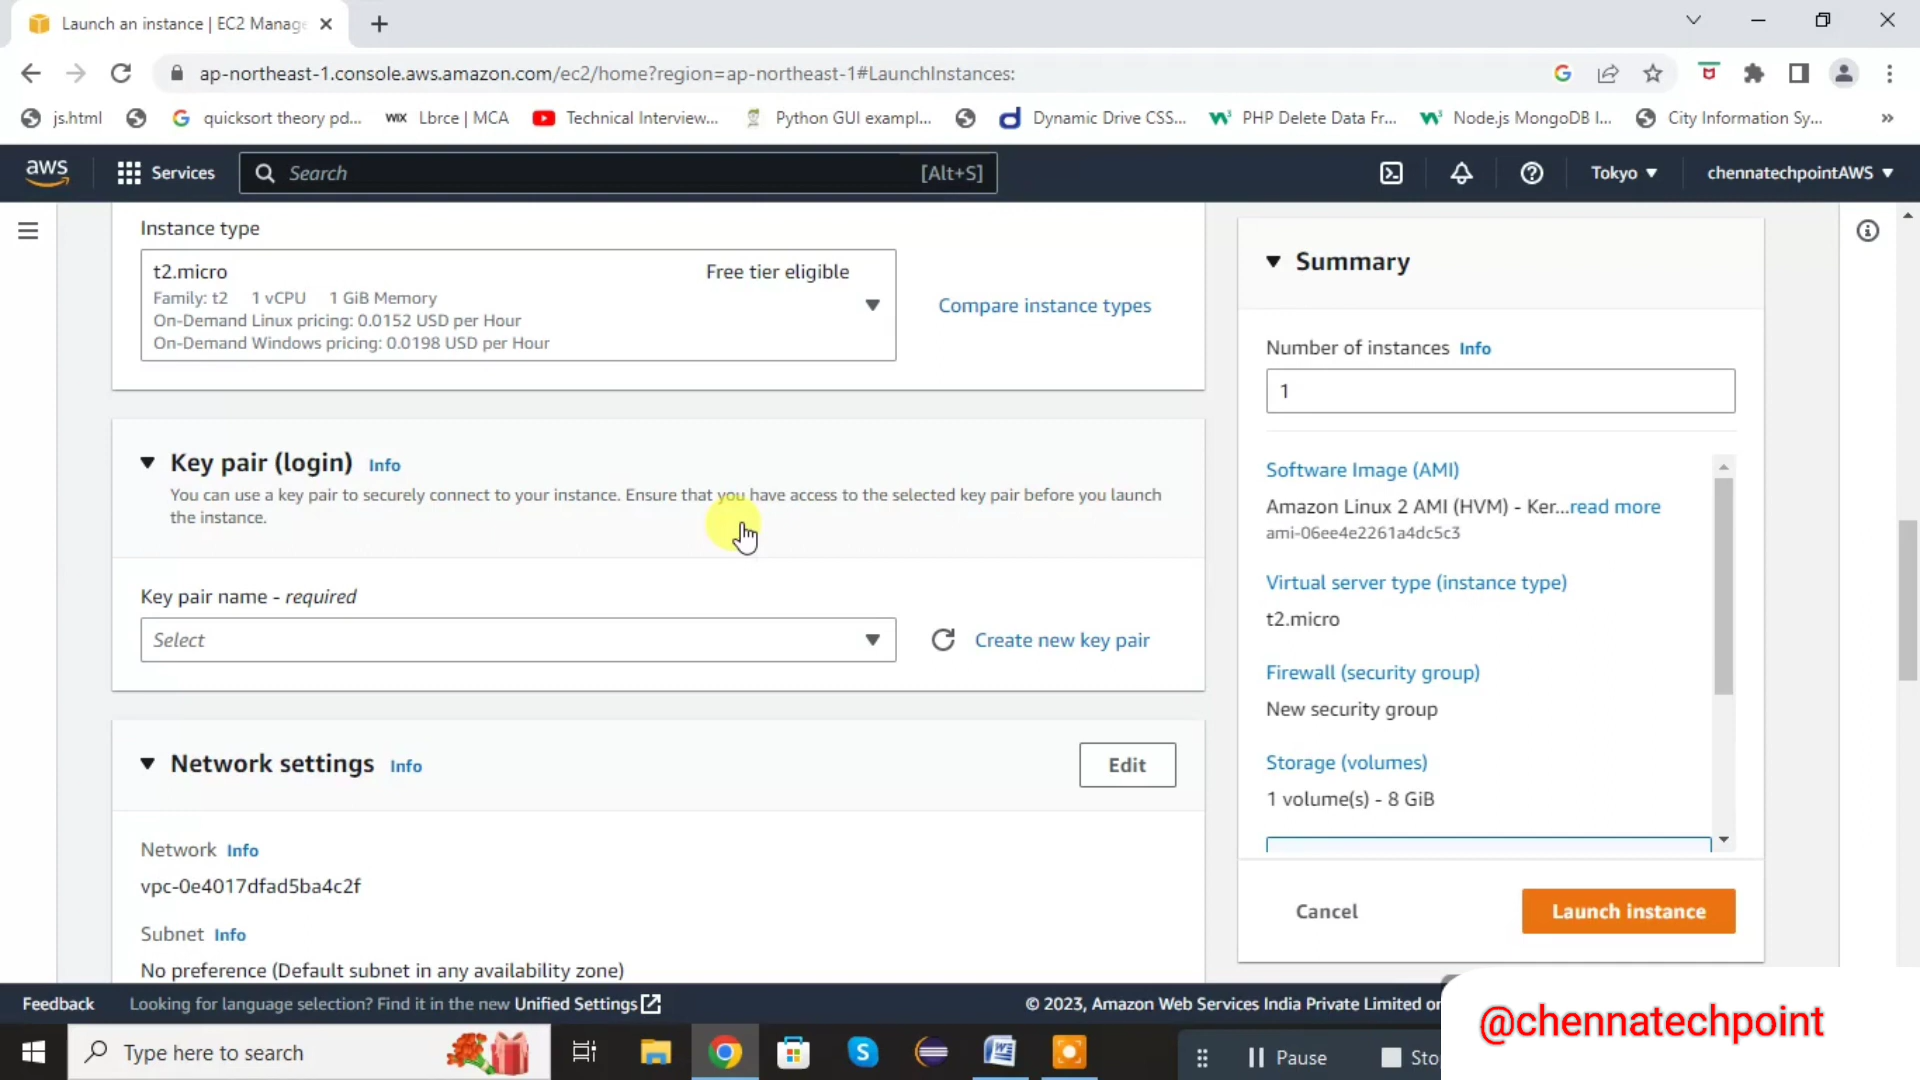 Launch an instance | EC2 Manage
ap-northeast-1.console.aws.amazon.com/ec2/home?region=ap-northeast-1#LaunchInstances:
js.html
quicksort theory pd...
WIX Lbrce | MCA
Technical Interview...
Python GUI exampl...
Dynamic Drive CSS...
PHP Delete Data Fr...
Node.js MongoDB I...
City Information Sy...
»
aws
Services
Search
[Alt+S]
Tokyo
chennatechpointAWS
Instance type
t2.micro
Free tier eligible
Family: t2 1 vCPU 1 GiB Memory
On-Demand Linux pricing: 0.0152 USD per Hour
On-Demand Windows pricing: 0.0198 USD per Hour
Compare instance types
Key pair (login) Info
You can use a key pair to securely connect to your instance. Ensure that you have access to the selected key pair before you launch
the instance.
Key pair name - required
Select
Create new key pair
Network settings Info
Edit
Network Info
vpc-0e4017dfad5ba4c2f
Subnet Info
No preference (Default subnet in any availability zone)
Summary
Number of instances Info
1
Software Image (AMI)
Amazon Linux 2 AMI (HVM) - Ker...read more
ami-06ee4e2261a4dc5c3
Virtual server type (instance type)
t2.micro
Firewall (security group)
New security group
Storage (volumes)
1 volume(s) - 8 GiB
Cancel
Launch instance
Feedback
Looking for language selection? Find it in the new Unified Settings
© 2023, Amazon Web Services India Private Limited or
@chennatechpoint
Type here to search
Pause
Sto